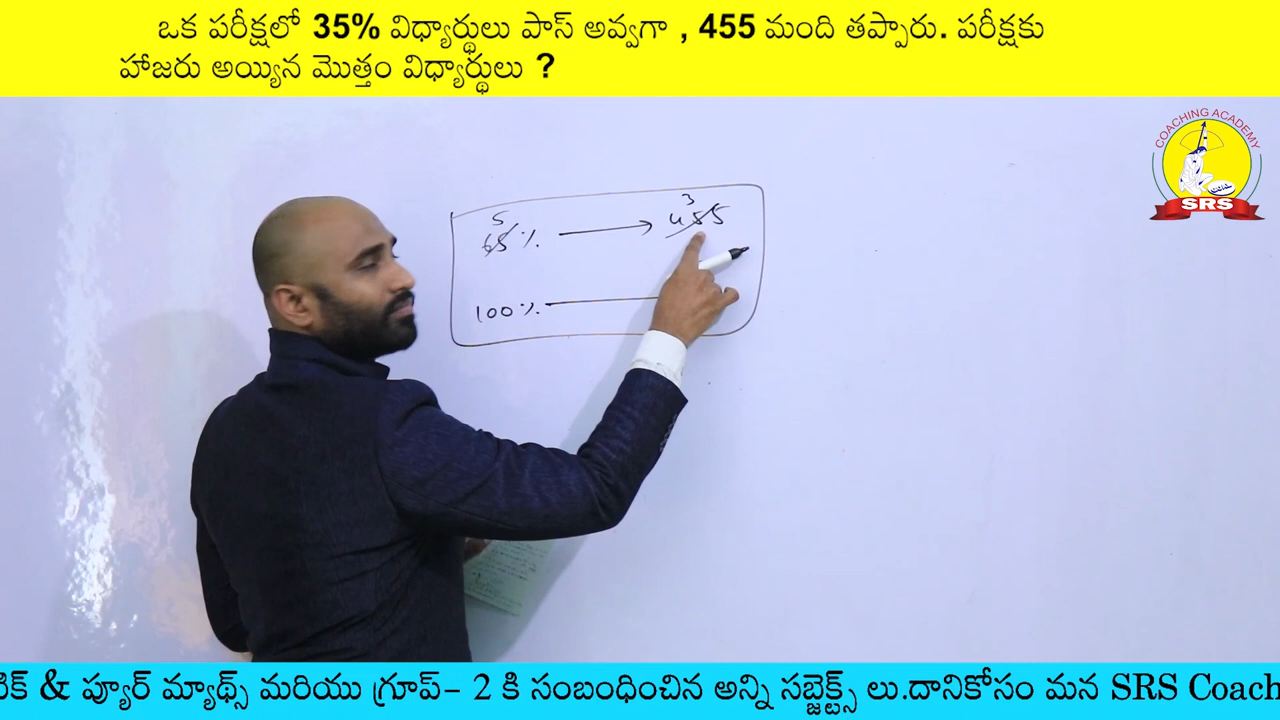 ఒక పరీక్షలో 35% విధ్యార్థులు పాస్ అవ్వగా , 455 మంది తప్పారు. పరీక్షకు
హాజరు అయ్యిన మొత్తం విధ్యార్థులు ?
COACHING ACADEMY
SRS
5 3
65% → 455
100%
& ప్యూర్ మ్యాథ్స్ మరియు గ్రూప్- 2 కి సంబంధించిన అన్ని సబ్జెక్ట్స్ లు.దానికోసం మన SRS Coach